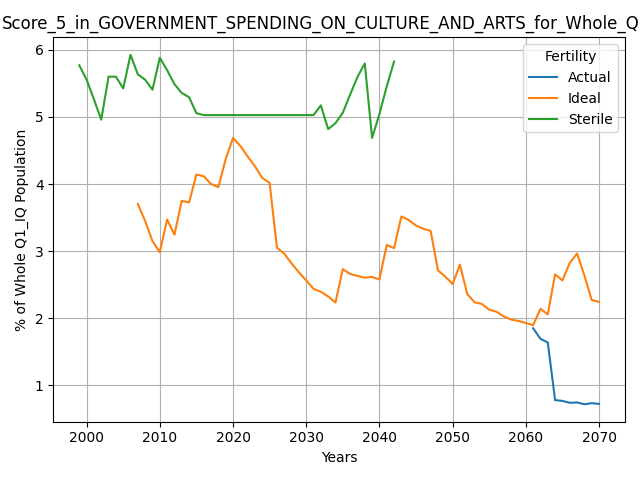 Score_5_in_GOVERNMENT_SPENDING_ON_CULTURE_AND_ARTS_for_Whole_Q
Fertility
Actual
Ideal
Sterile
% of Whole Q1_IQ Population
6
5
4
3
2
1
2000 2010 2020 2030 2040 2050 2060 2070
Years